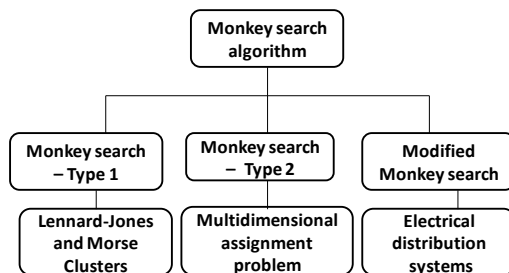 Monkey search
algorithm
Monkey search
– Type 1
Monkey search
– Type 2
Modified
Monkey search
Lennard-Jones
and Morse
Clusters
Multidimensional
assignment
problem
Electrical
distribution
systems